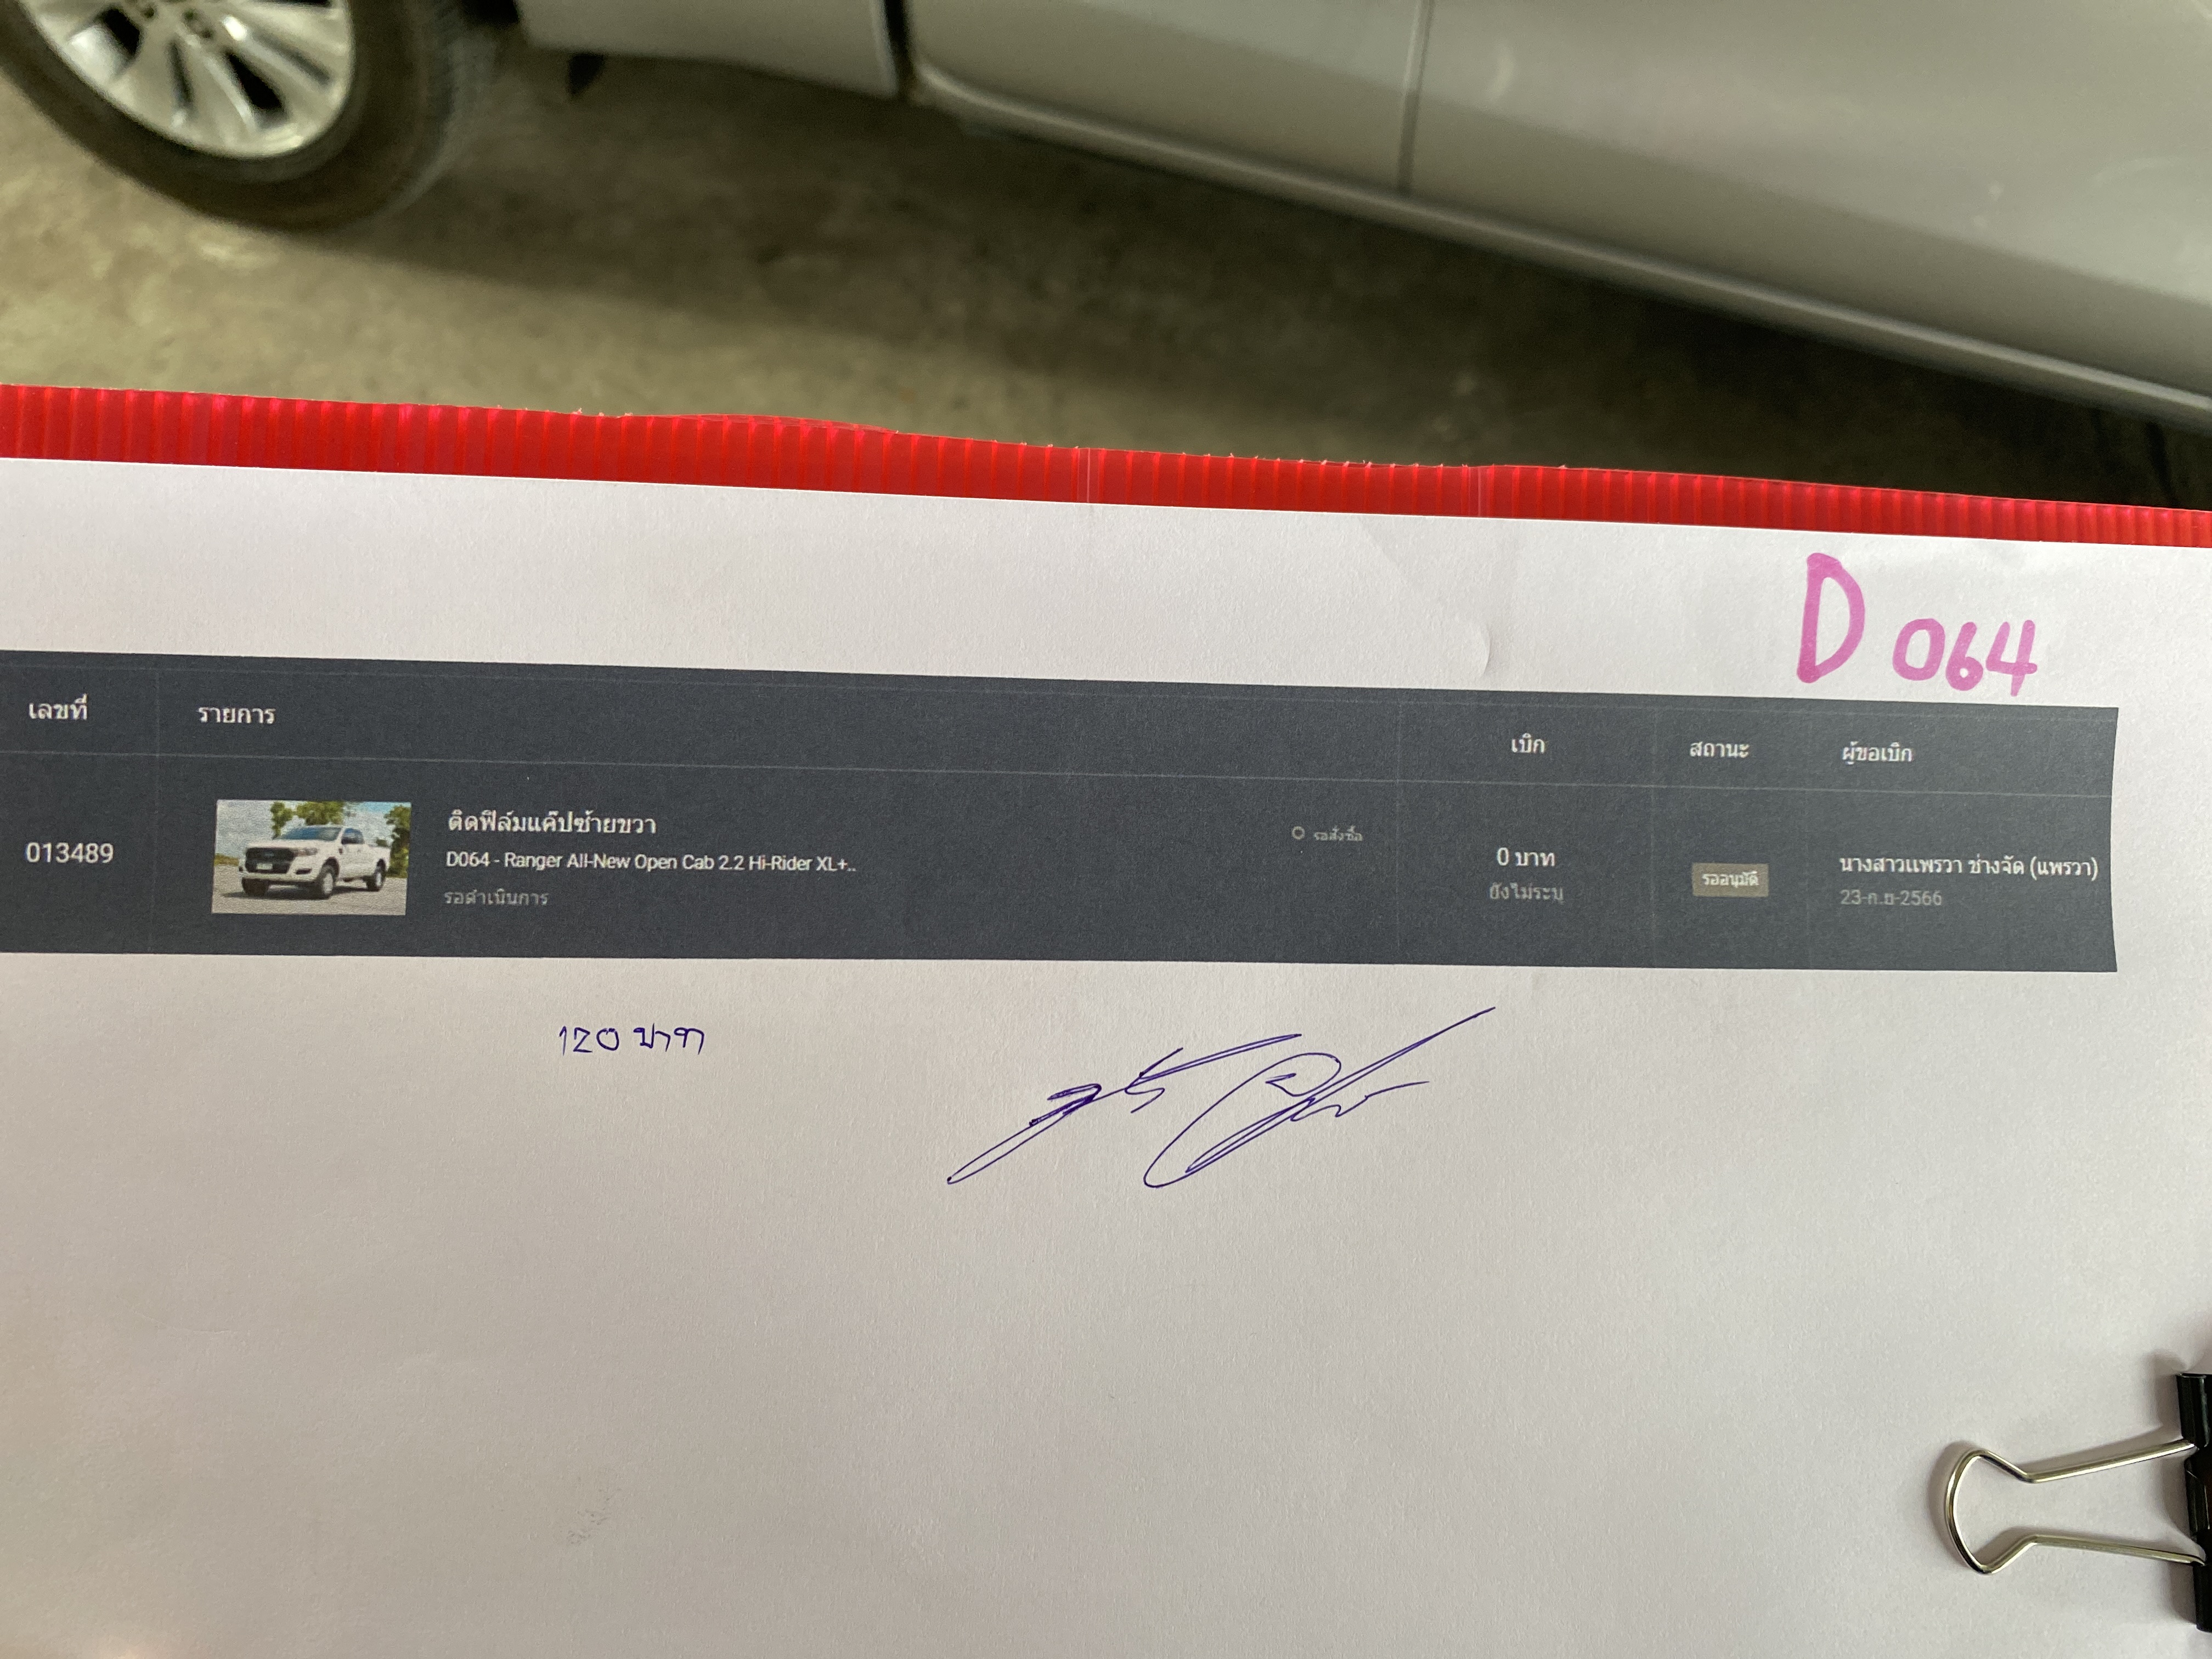 D 064
เลขที่ รายการ เบิก สถานะ ผู้ขอเบิก
013489
ติดฟิล์มแค๊ปซ้ายขวา
D064 - Ranger All-New Open Cab 2.2 Hi-Rider XL+..
รอดำเนินการ
รอสั่งซื้อ
0 บาท
ยังไม่ระบุ
รออนุมัติ
นางสาวแพรวา ช่างจัด (แพรวา)
23-ก.ย-2566
120 บาท